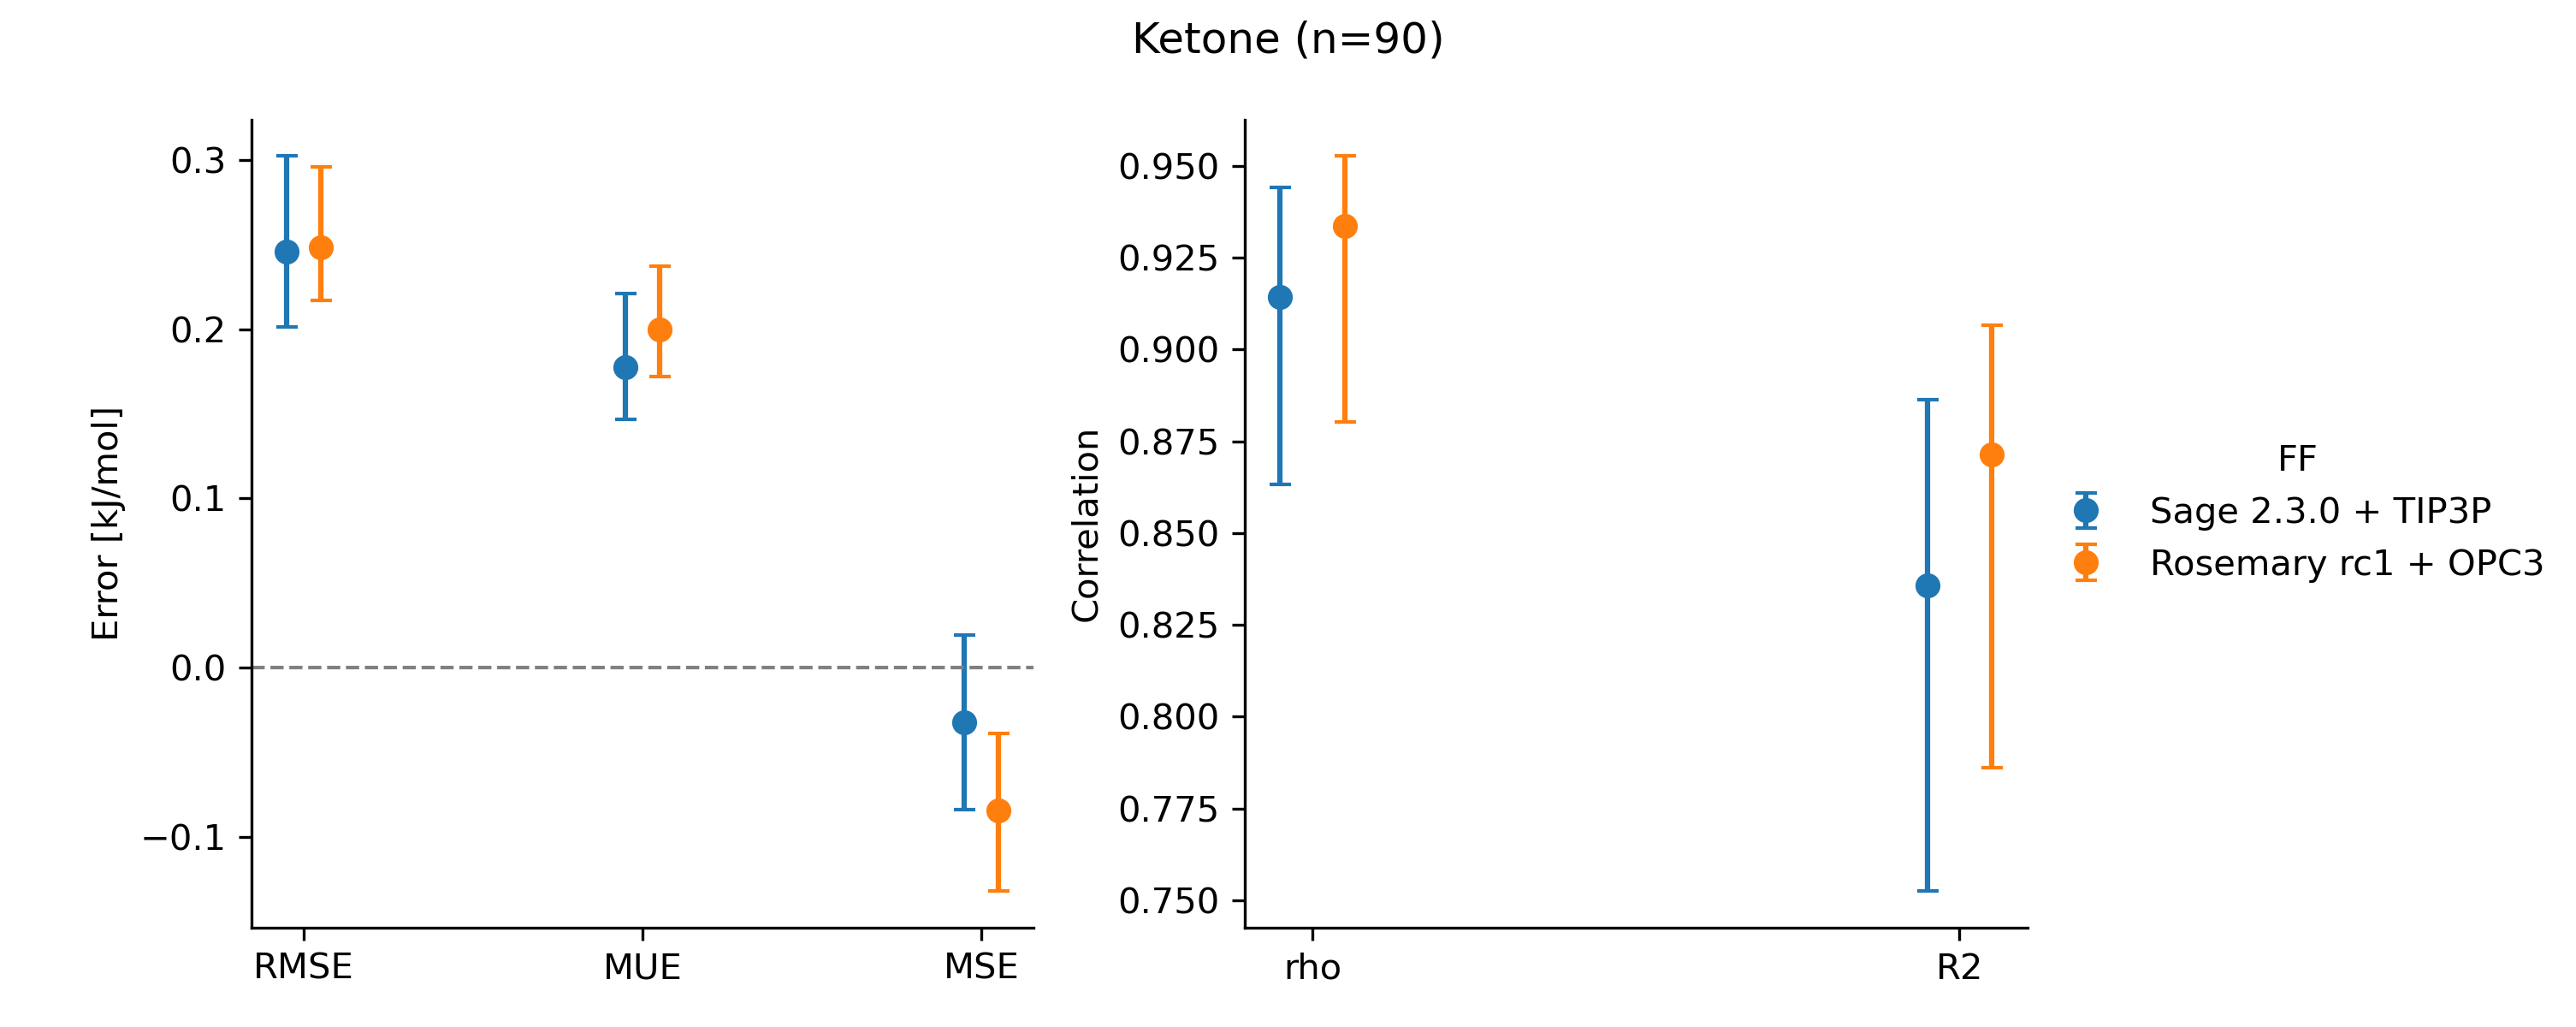 Ketone (n=90)
Error [kJ/mol]
0.3
0.2
0.1
0.0
−0.1
RMSE
MUE
MSE
Correlation
0.950
0.925
0.900
0.875
0.850
0.825
0.800
0.775
0.750
rho
R2
FF
Sage 2.3.0 + TIP3P
Rosemary rc1 + OPC3